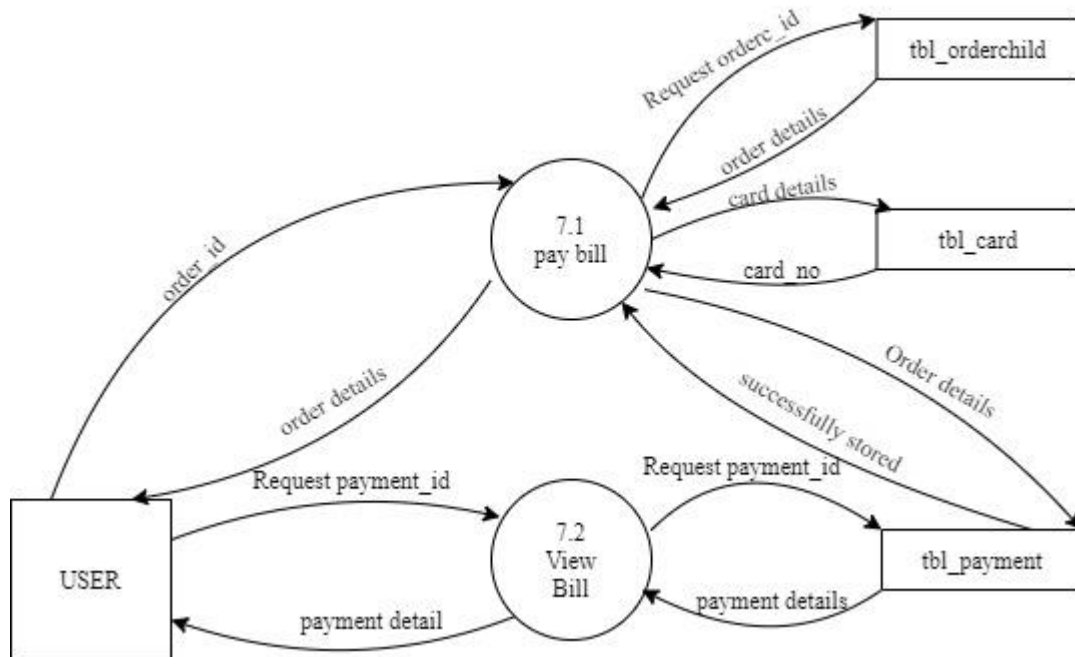 Request orderc_id
tbl_orderchild
order details
card details
7.1
pay bill
tbl_card
order_id
card_no
Order details
successfully stored
order details
Request payment_id
Request payment_id
7.2
View
Bill
USER
tbl_payment
payment detail
payment details